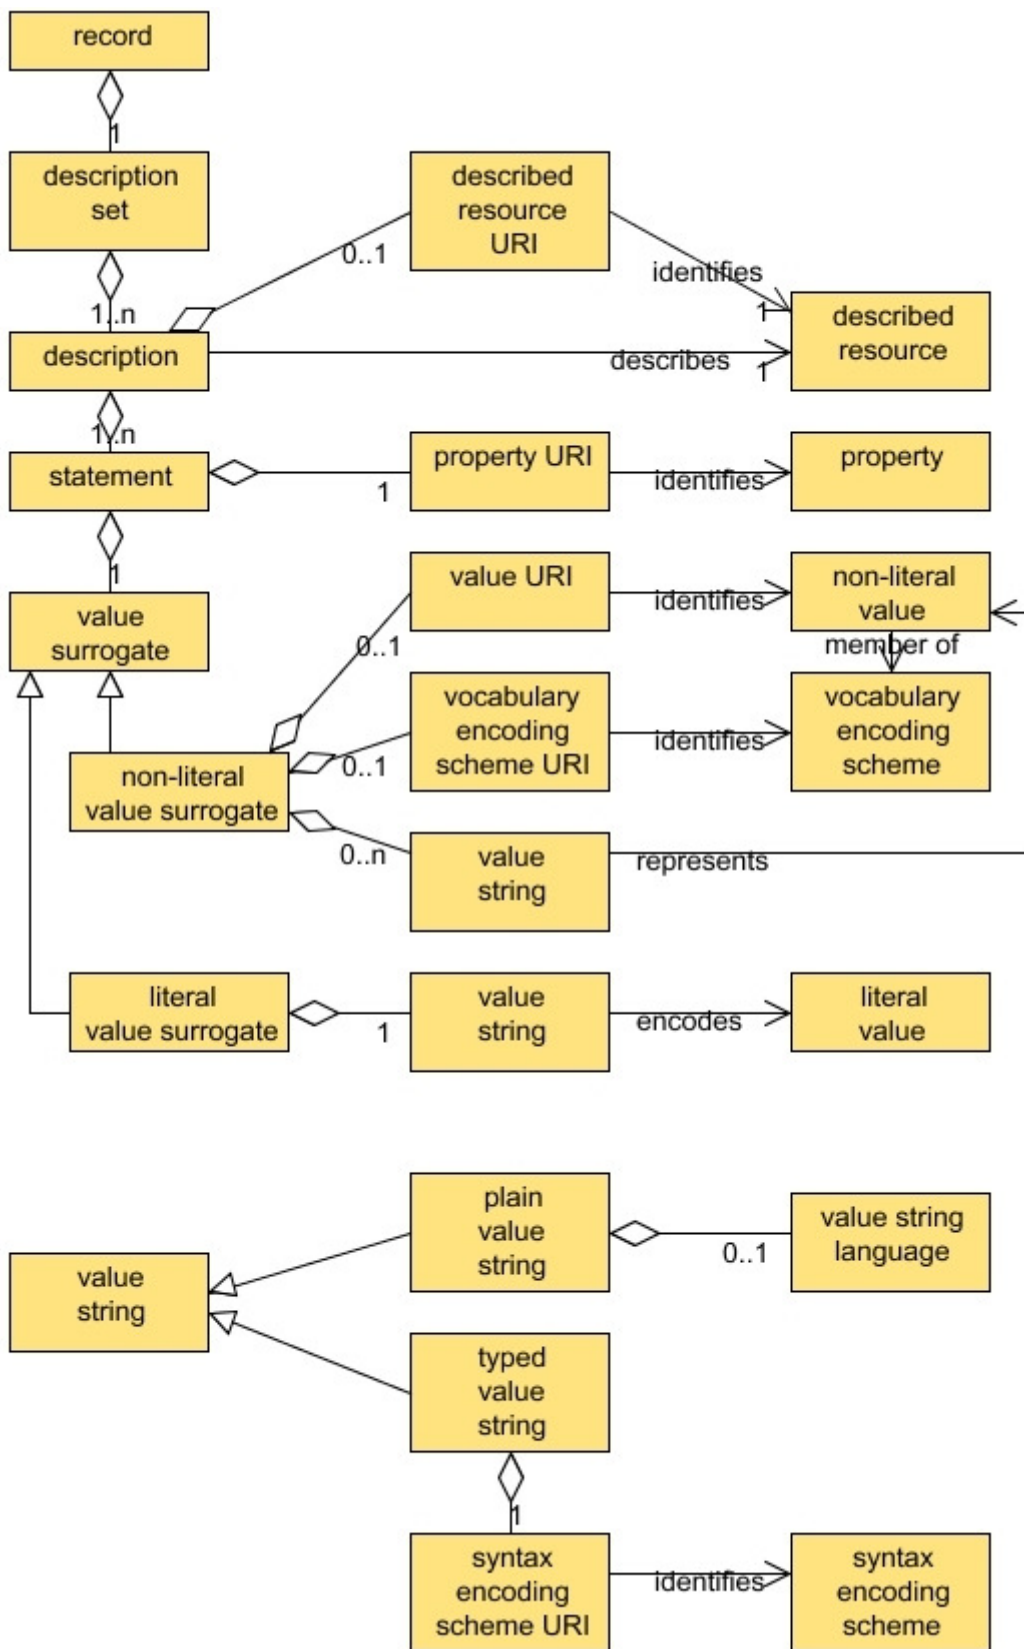 record
1
description
set
described
resource
URI
0..1
identifies
1..n
1
described
resource
description
describes
1
1..n
statement
property URI
property
1
identifies
value URI
non-literal
value
1
identifies
value
surrogate
0..1
member of
vocabulary
encoding
scheme URI
vocabulary
encoding
scheme
identifies
0..1
non-literal
value surrogate
0..n
value
string
represents
literal
value surrogate
value
string
literal
value
1
encodes
plain
value
string
value string
language
0..1
value
string
typed
value
string
1
syntax
encoding
scheme URI
identifies
syntax
encoding
scheme